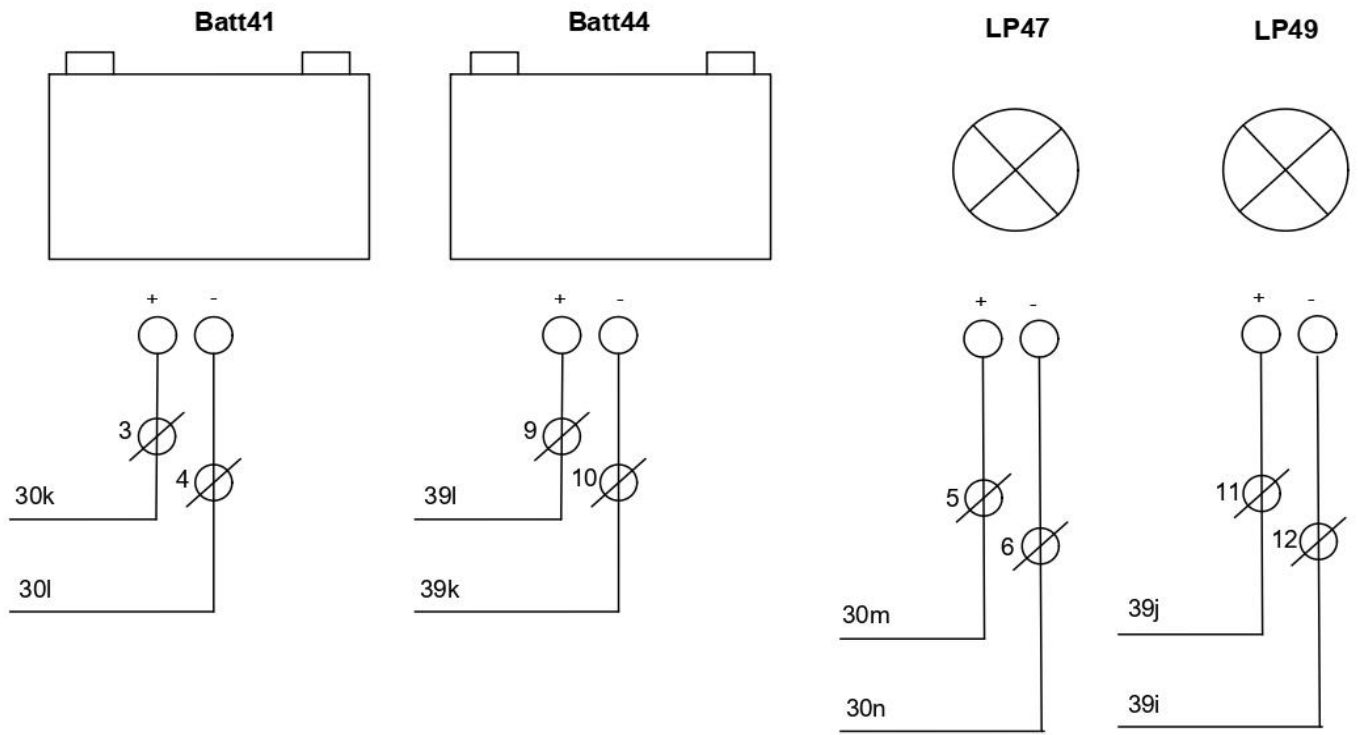 Batt41
Batt44
LP47
LP49
+ -
+ -
+ -
+ -
3
4
9
10
5
6
11
12
30k
39l
30l
39k
30m
39j
30n
39i